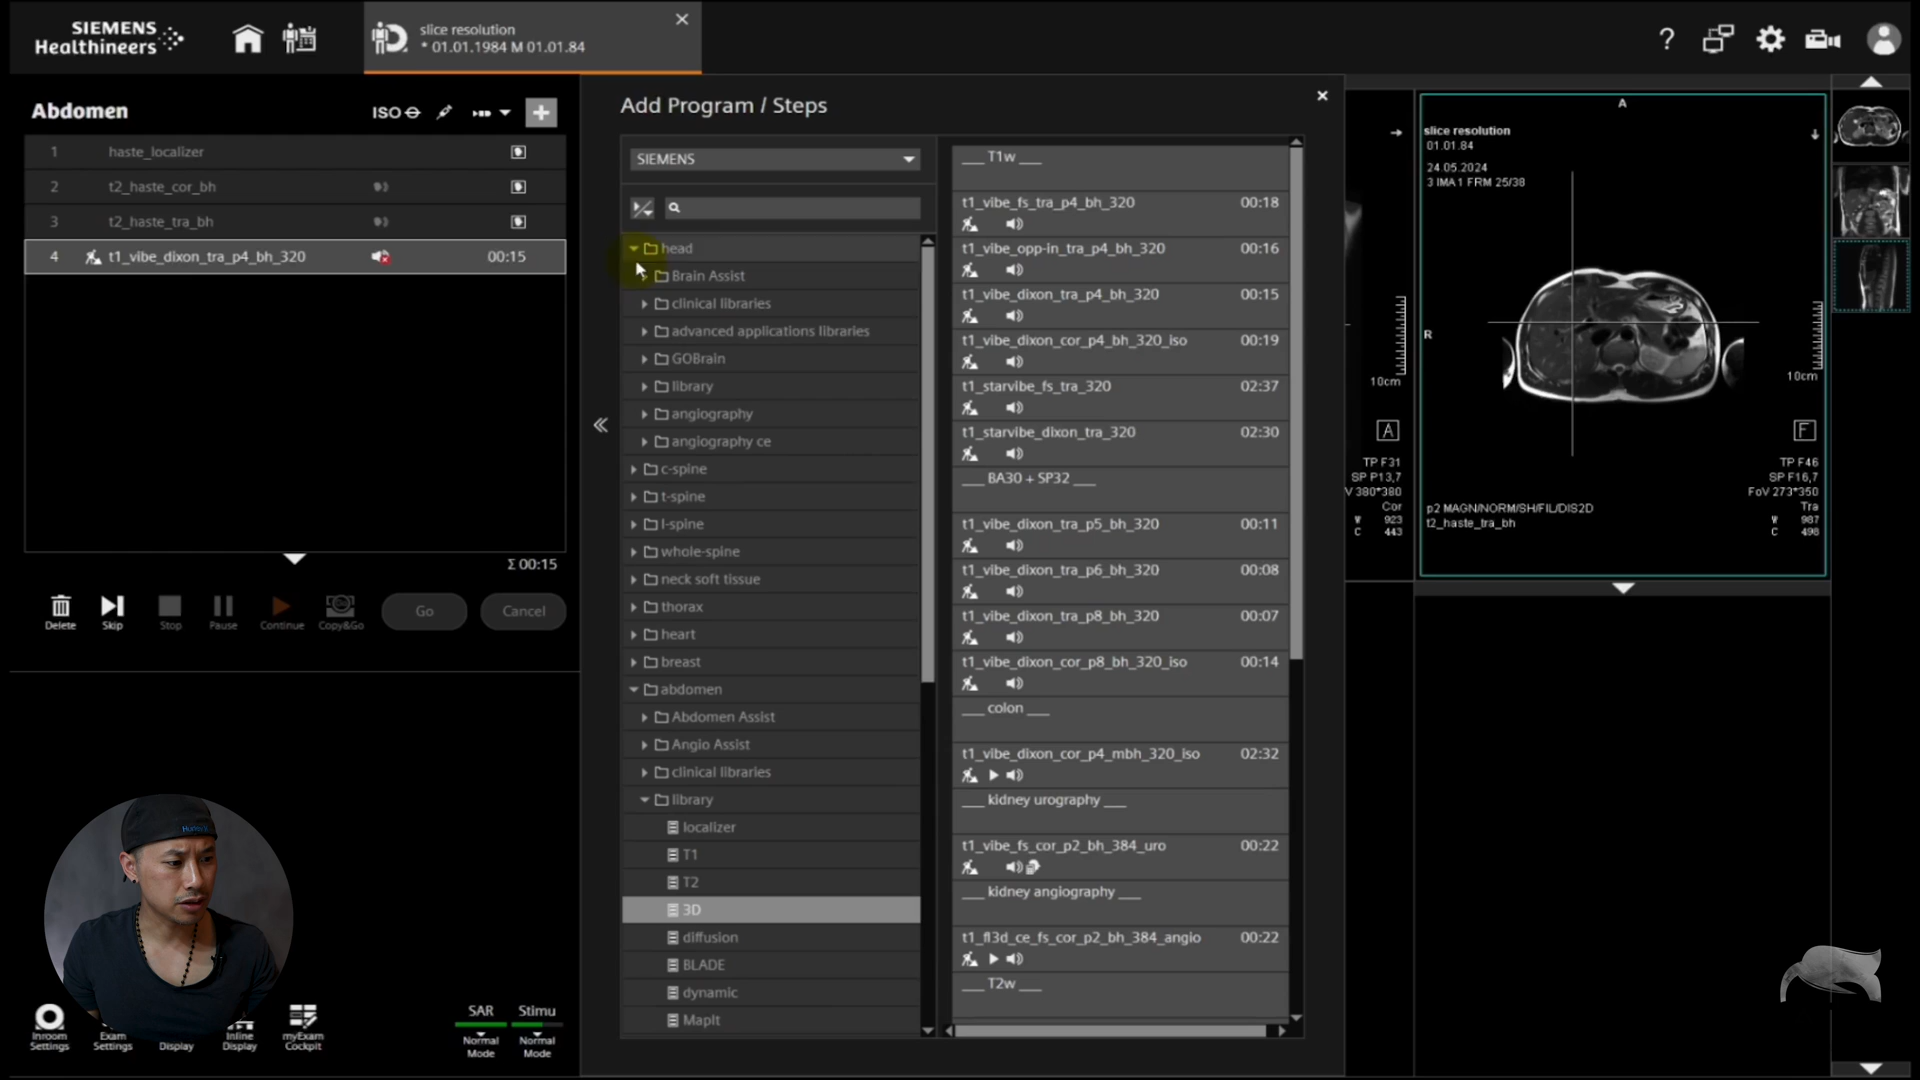 SIEMENS
Healthineers
slice resolution
* 01.01.1984 M 01.01.84
?
Abdomen
ISO
1 haste_localizer
2 t2_haste_cor_bh
3 t2_haste_tra_bh
4 t1_vibe_dixon_tra_p4_bh_320 00:15
Σ 00:15
Delete
Skip
Stop
Pause
Continue
Copy&Go
Go
Cancel
Inroom
Settings
Exam
Settings
Display
Inline
Display
myExam
Cockpit
SAR
Normal
Mode
Stimu
Normal
Mode
Add Program / Steps
SIEMENS
head
Brain Assist
clinical libraries
advanced applications libraries
GOBrain
library
angiography
angiography ce
c-spine
t-spine
l-spine
whole-spine
neck soft tissue
thorax
heart
breast
abdomen
Abdomen Assist
Angio Assist
clinical libraries
library
localizer
T1
T2
3D
diffusion
BLADE
dynamic
MapIt
___ T1w ___
t1_vibe_fs_tra_p4_bh_320 00:18
t1_vibe_opp-in_tra_p4_bh_320 00:16
t1_vibe_dixon_tra_p4_bh_320 00:15
t1_vibe_dixon_cor_p4_bh_320_iso 00:19
t1_starvibe_fs_tra_320 02:37
t1_starvibe_dixon_tra_320 02:30
___ BA30 + SP32 ___
t1_vibe_dixon_tra_p5_bh_320 00:11
t1_vibe_dixon_tra_p6_bh_320 00:08
t1_vibe_dixon_tra_p8_bh_320 00:07
t1_vibe_dixon_cor_p8_bh_320_iso 00:14
___ colon ___
t1_vibe_dixon_cor_p4_mbh_320_iso 02:32
___ kidney urography ___
t1_vibe_fs_cor_p2_bh_384_uro 00:22
___ kidney angiography ___
t1_fl3d_ce_fs_cor_p2_bh_384_angio 00:22
___ T2w ___
10cm
A
TP F31
SP P13,7
V 380*380
Cor
W 923
C 443
A
slice resolution
01.01.84
24.05.2024
3 IMA 1 FRM 25/38
R
10cm
F
TP F46
SP F16,7
FoV 273*350
Tra
W 987
C 498
p2 MAGN/NORM/SH/FIL/DIS2D
t2_haste_tra_bh